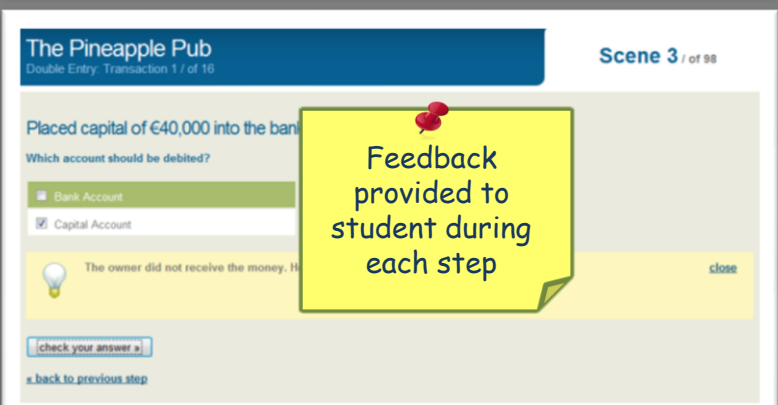 The Pineapple Pub
Double Entry: Transaction 1 / of 16
Scene 3 / of 98
Placed capital of €40,000 into the bank
Which account should be debited?
Bank Account
Capital Account
The owner did not receive the money.
close
check your answer »
« back to previous step
Feedback
provided to
student during
each step